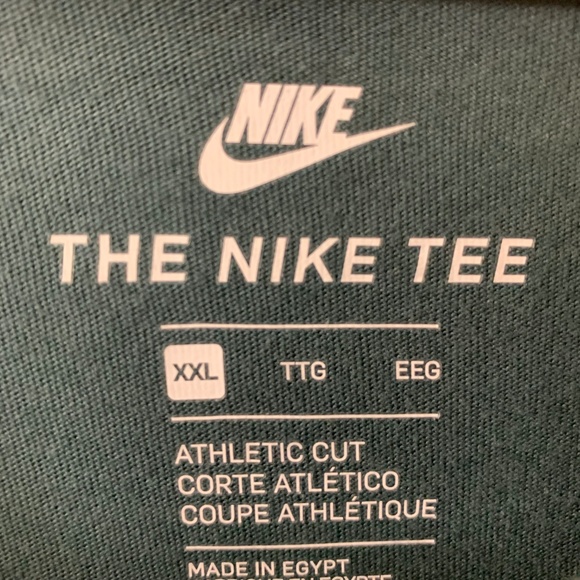 NIKE
THE NIKE TEE
XXL TTG EEG
ATHLETIC CUT
CORTE ATLÉTICO
COUPE ATHLÉTIQUE
MADE IN EGYPT